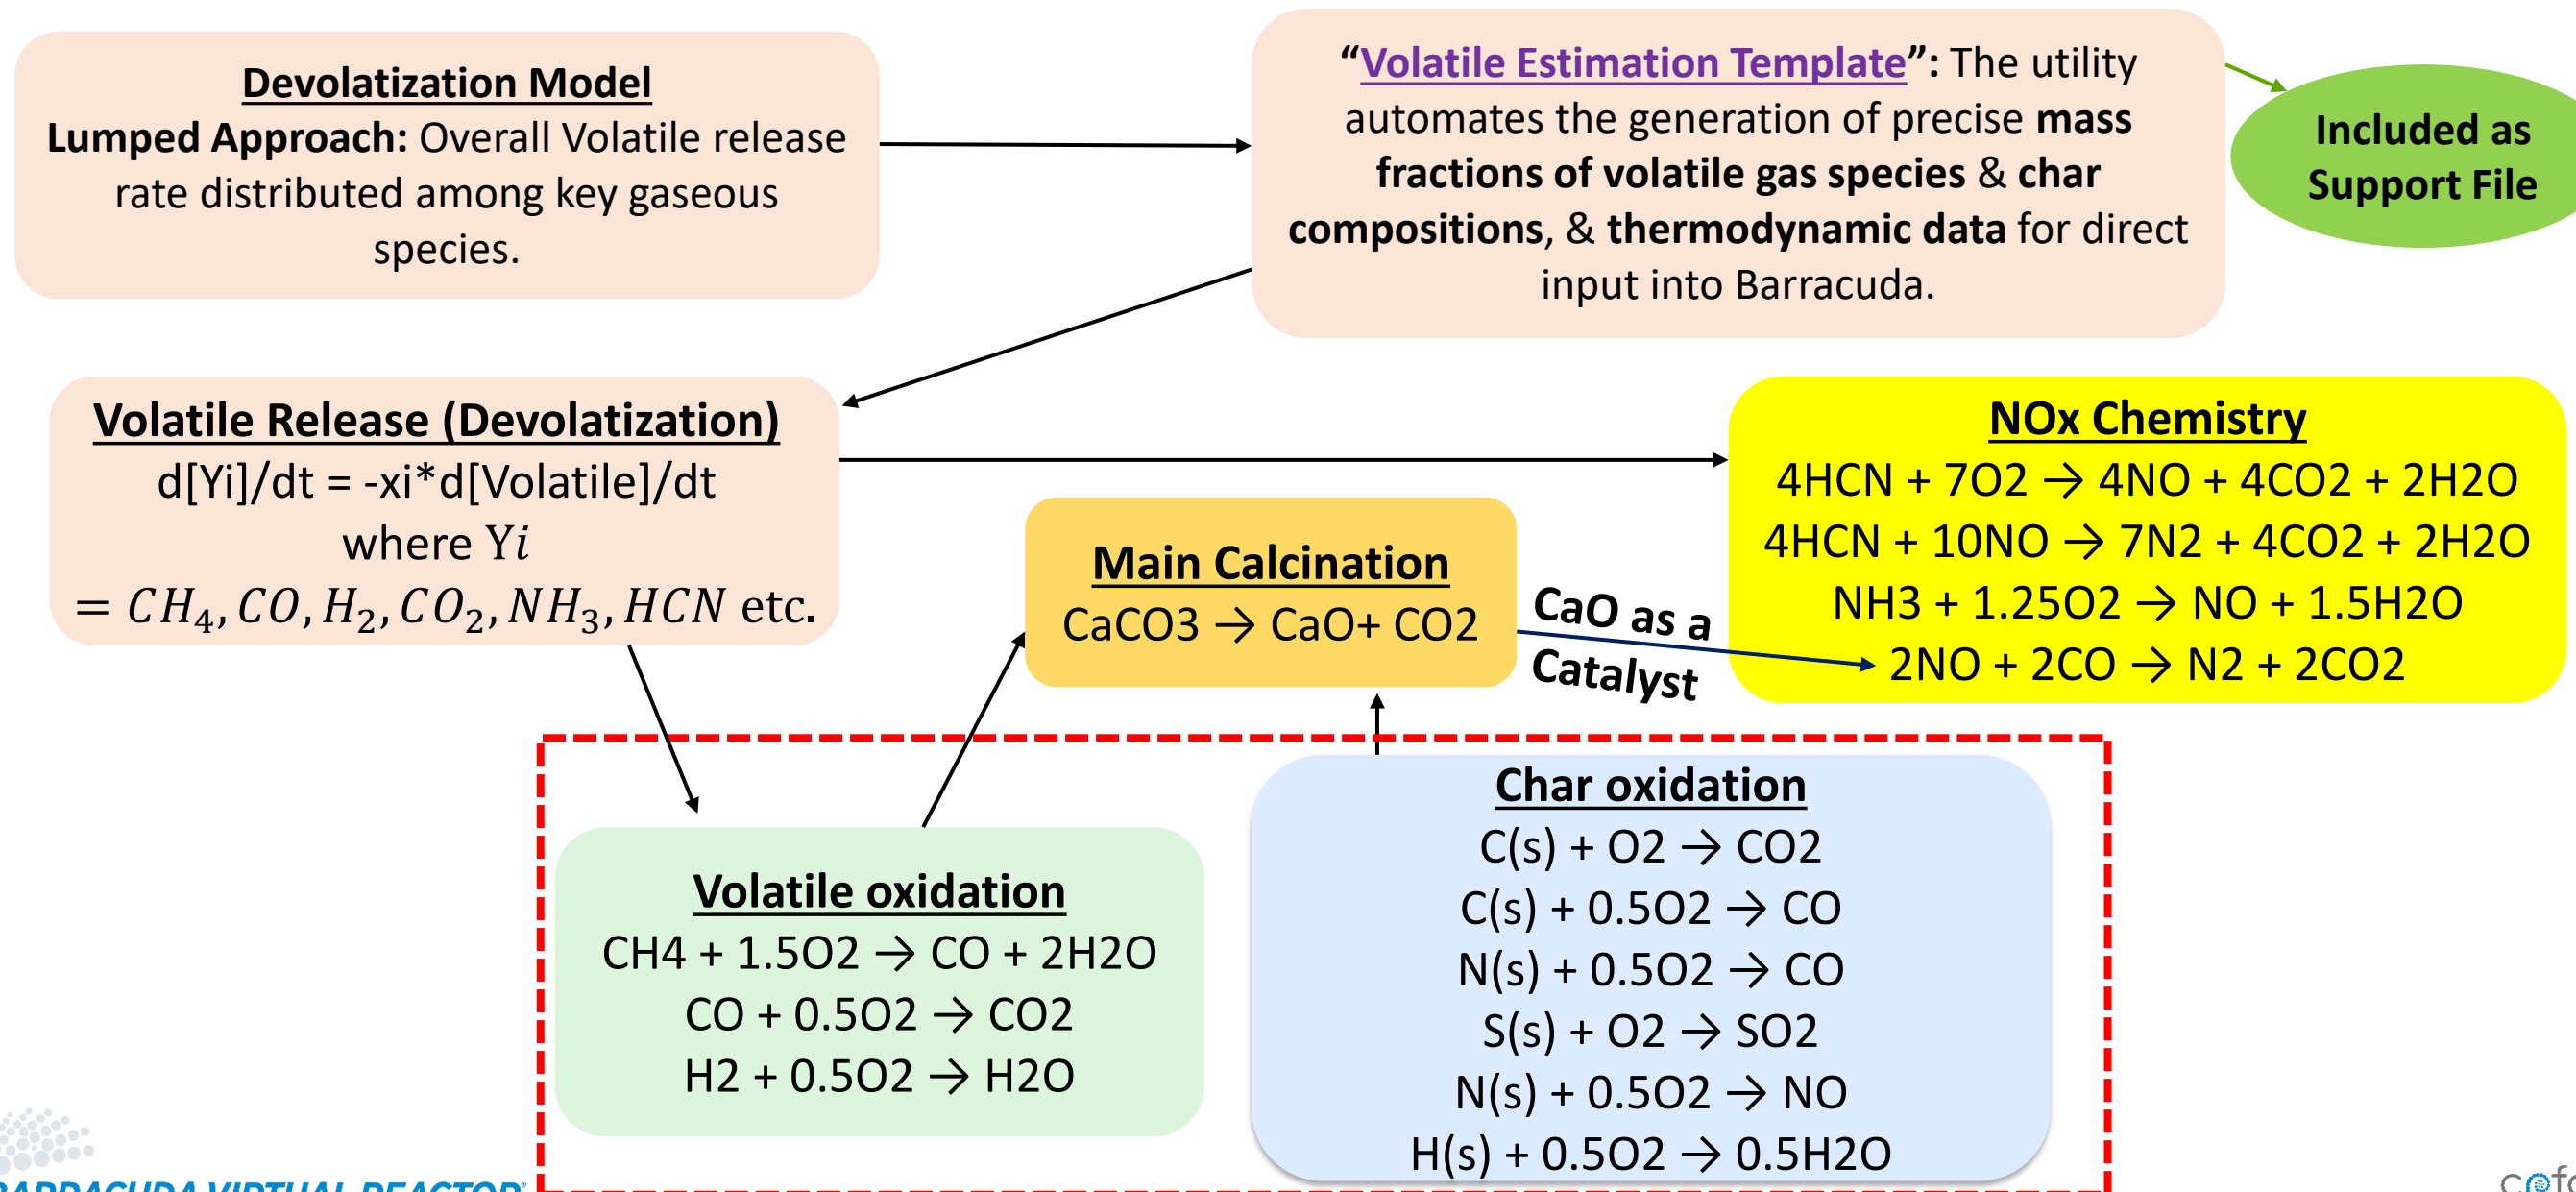 Devolatization Model
Lumped Approach: Overall Volatile release
rate distributed among key gaseous
species.
“Volatile Estimation Template”: The utility
automates the generation of precise mass
fractions of volatile gas species & char
compositions, & thermodynamic data for direct
input into Barracuda.
Included as
Support File
Volatile Release (Devolatization)
d[Yi]/dt = -xi*d[Volatile]/dt
where Yi
= CH₄, CO, H₂, CO₂, NH₃, HCN etc.
Main Calcination
CaCO3 → CaO+ CO2
CaO as a
Catalyst
NOx Chemistry
4HCN + 7O2 → 4NO + 4CO2 + 2H2O
4HCN + 10NO → 7N2 + 4CO2 + 2H2O
NH3 + 1.25O2 → NO + 1.5H2O
2NO + 2CO → N2 + 2CO2
Volatile oxidation
CH4 + 1.5O2 → CO + 2H2O
CO + 0.5O2 → CO2
H2 + 0.5O2 → H2O
Char oxidation
C(s) + O2 → CO2
C(s) + 0.5O2 → CO
N(s) + 0.5O2 → CO
S(s) + O2 → SO2
N(s) + 0.5O2 → NO
H(s) + 0.5O2 → 0.5H2O
BARRACUDA VIRTUAL REACTOR